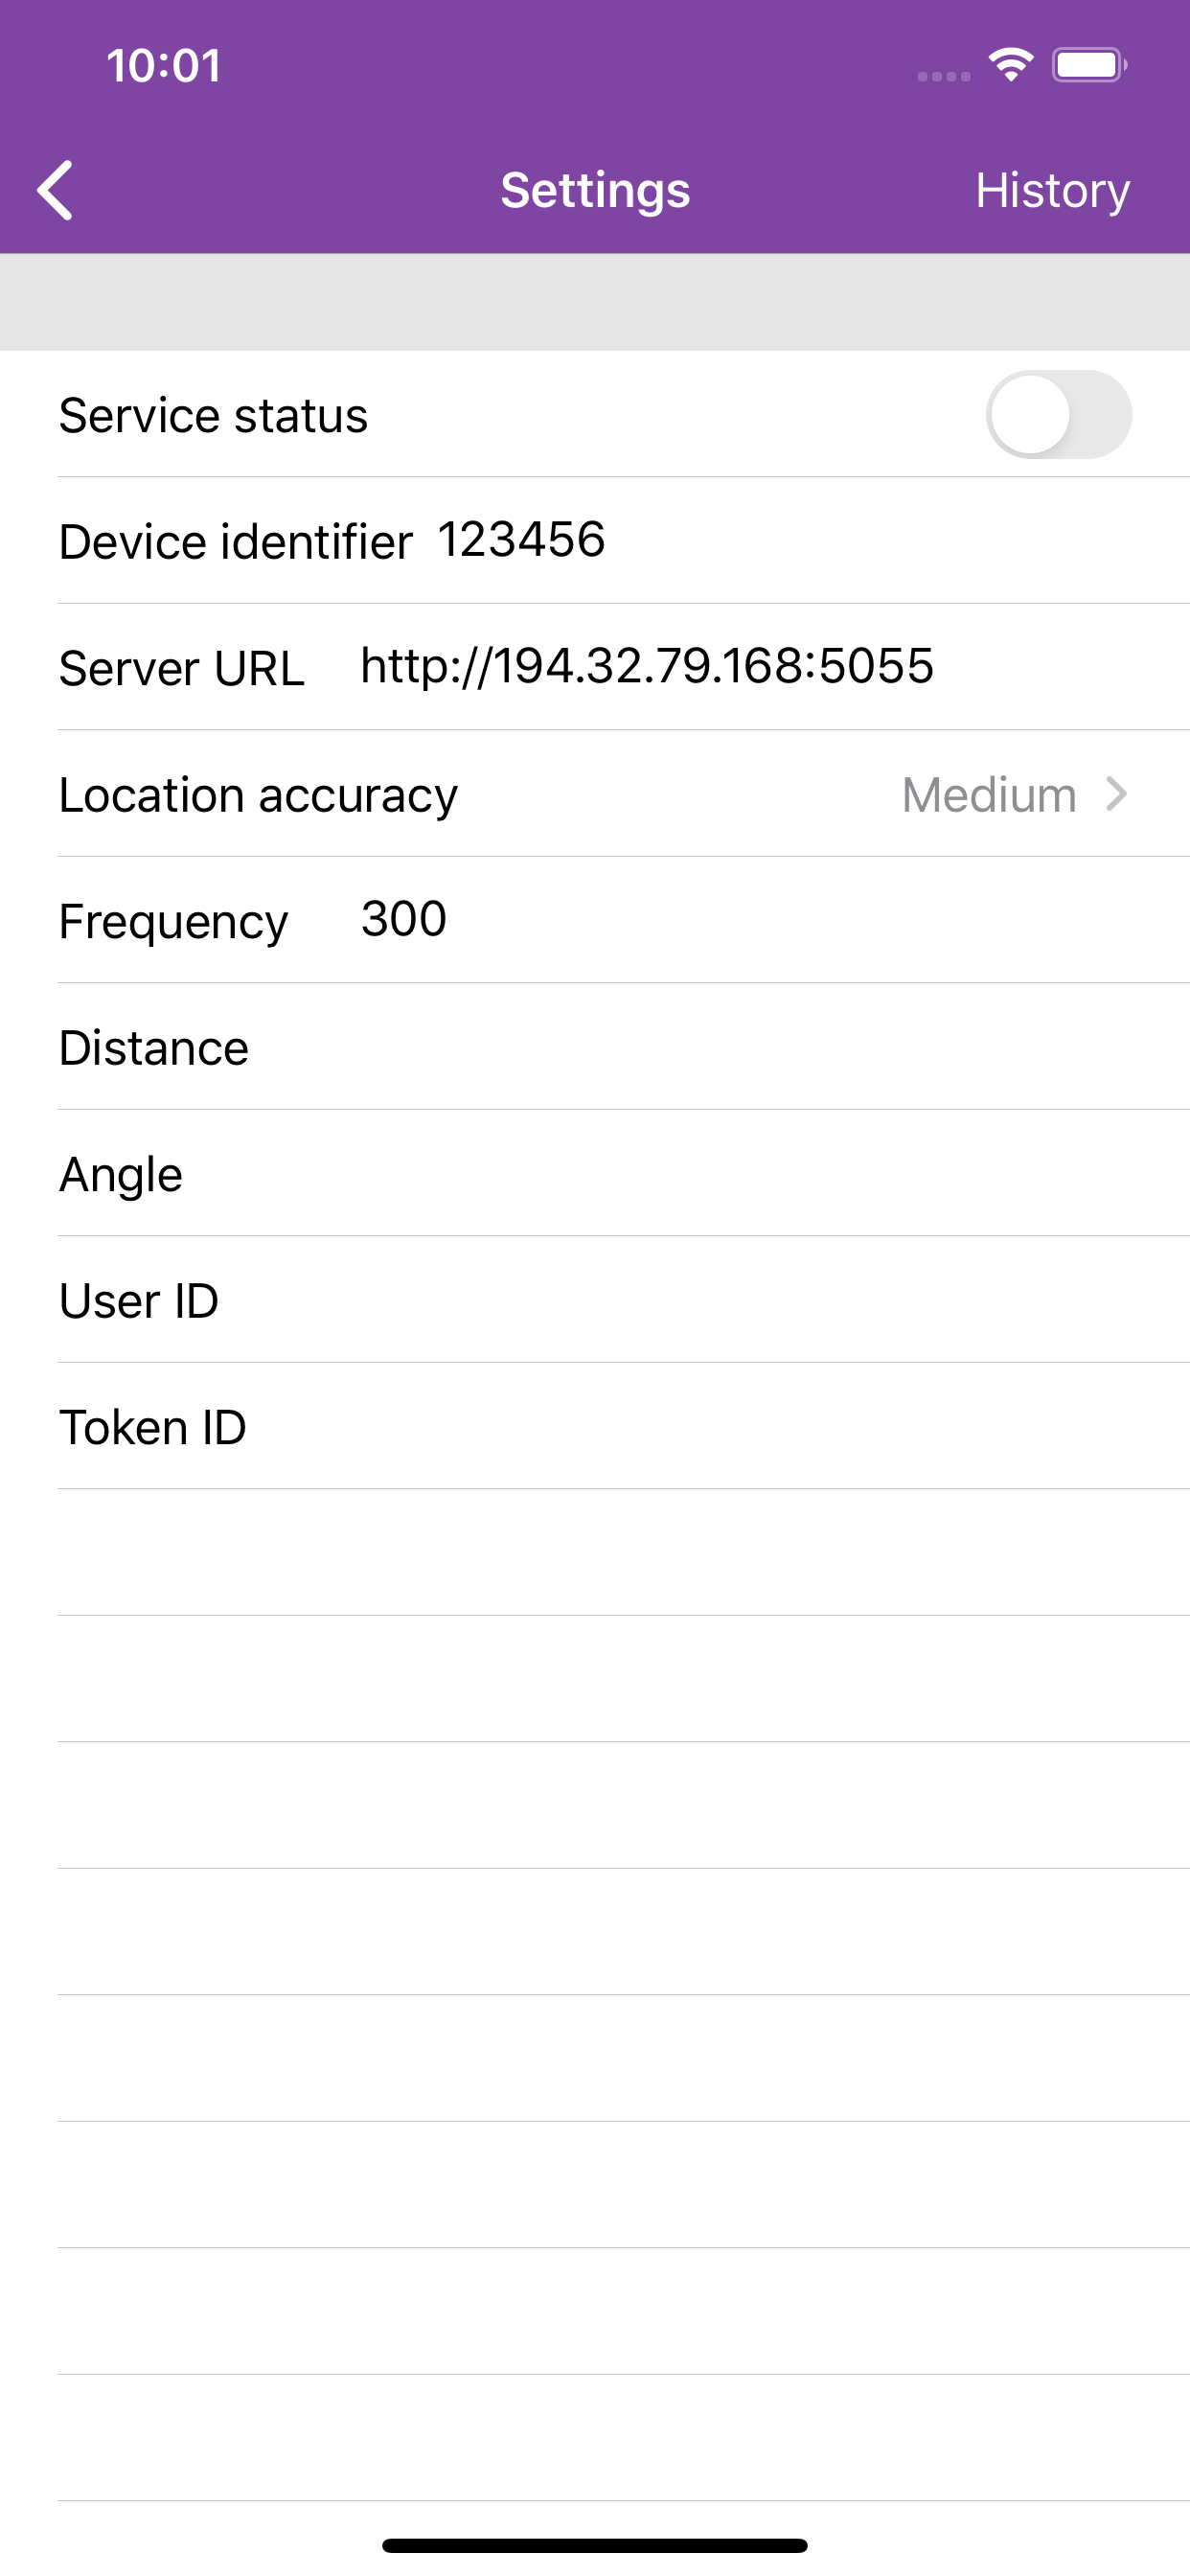 10:01
Settings History
Service status
Device identifier 123456
Server URL http://194.32.79.168:5055
Location accuracy Medium
Frequency 300
Distance
Angle
User ID
Token ID